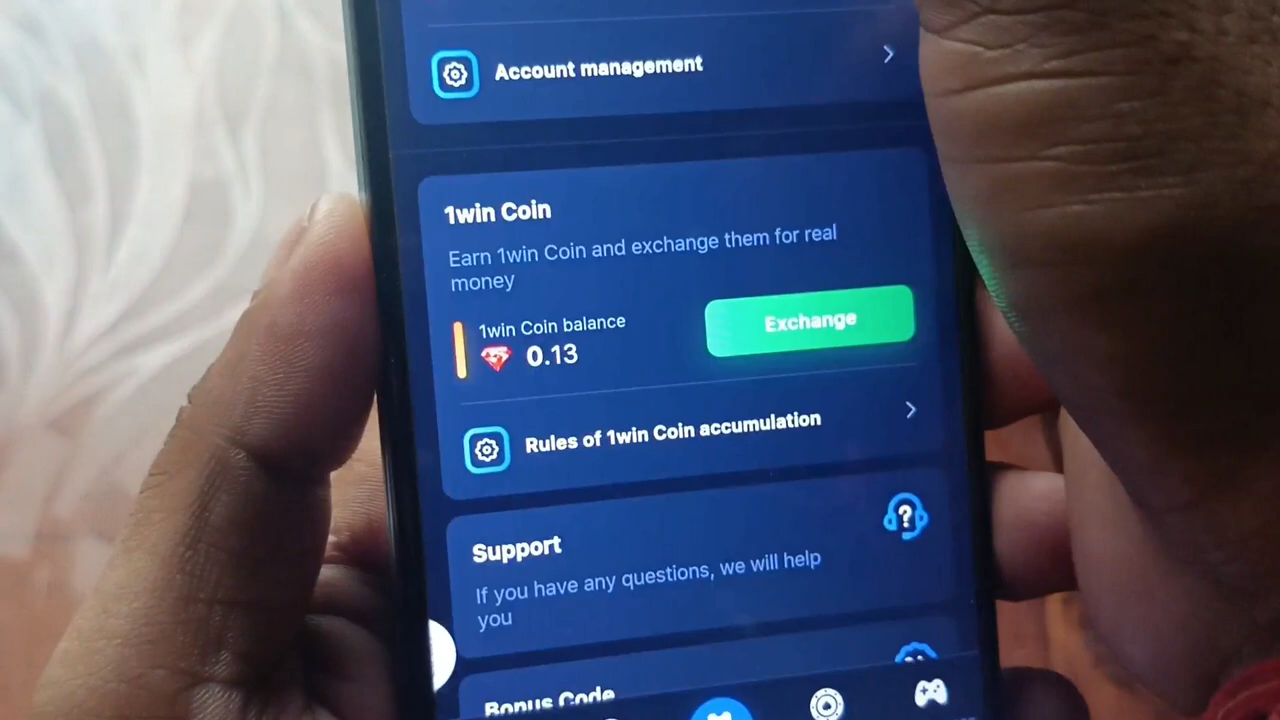 Account management
1win Coin
Earn 1win Coin and exchange them for real
money
1win Coin balance
0.13
Exchange
Rules of 1win Coin accumulation
Support
If you have any questions, we will help
you
Bonus Code